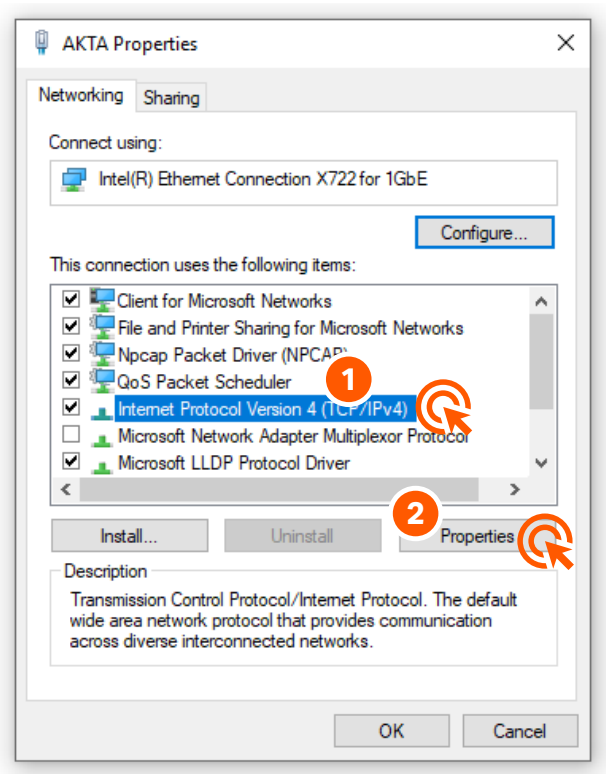 AKTA Properties
Networking
Sharing
Connect using:
Intel(R) Ethernet Connection X722 for 1GbE
Configure...
This connection uses the following items:
Client for Microsoft Networks
File and Printer Sharing for Microsoft Networks
Npcap Packet Driver (NPCAP)
QoS Packet Scheduler
1
Internet Protocol Version 4 (TCP/IPv4)
Microsoft Network Adapter Multiplexor Protocol
Microsoft LLDP Protocol Driver
2
Install...
Uninstall
Properties
Description
Transmission Control Protocol/Internet Protocol. The default
wide area network protocol that provides communication
across diverse interconnected networks.
OK
Cancel